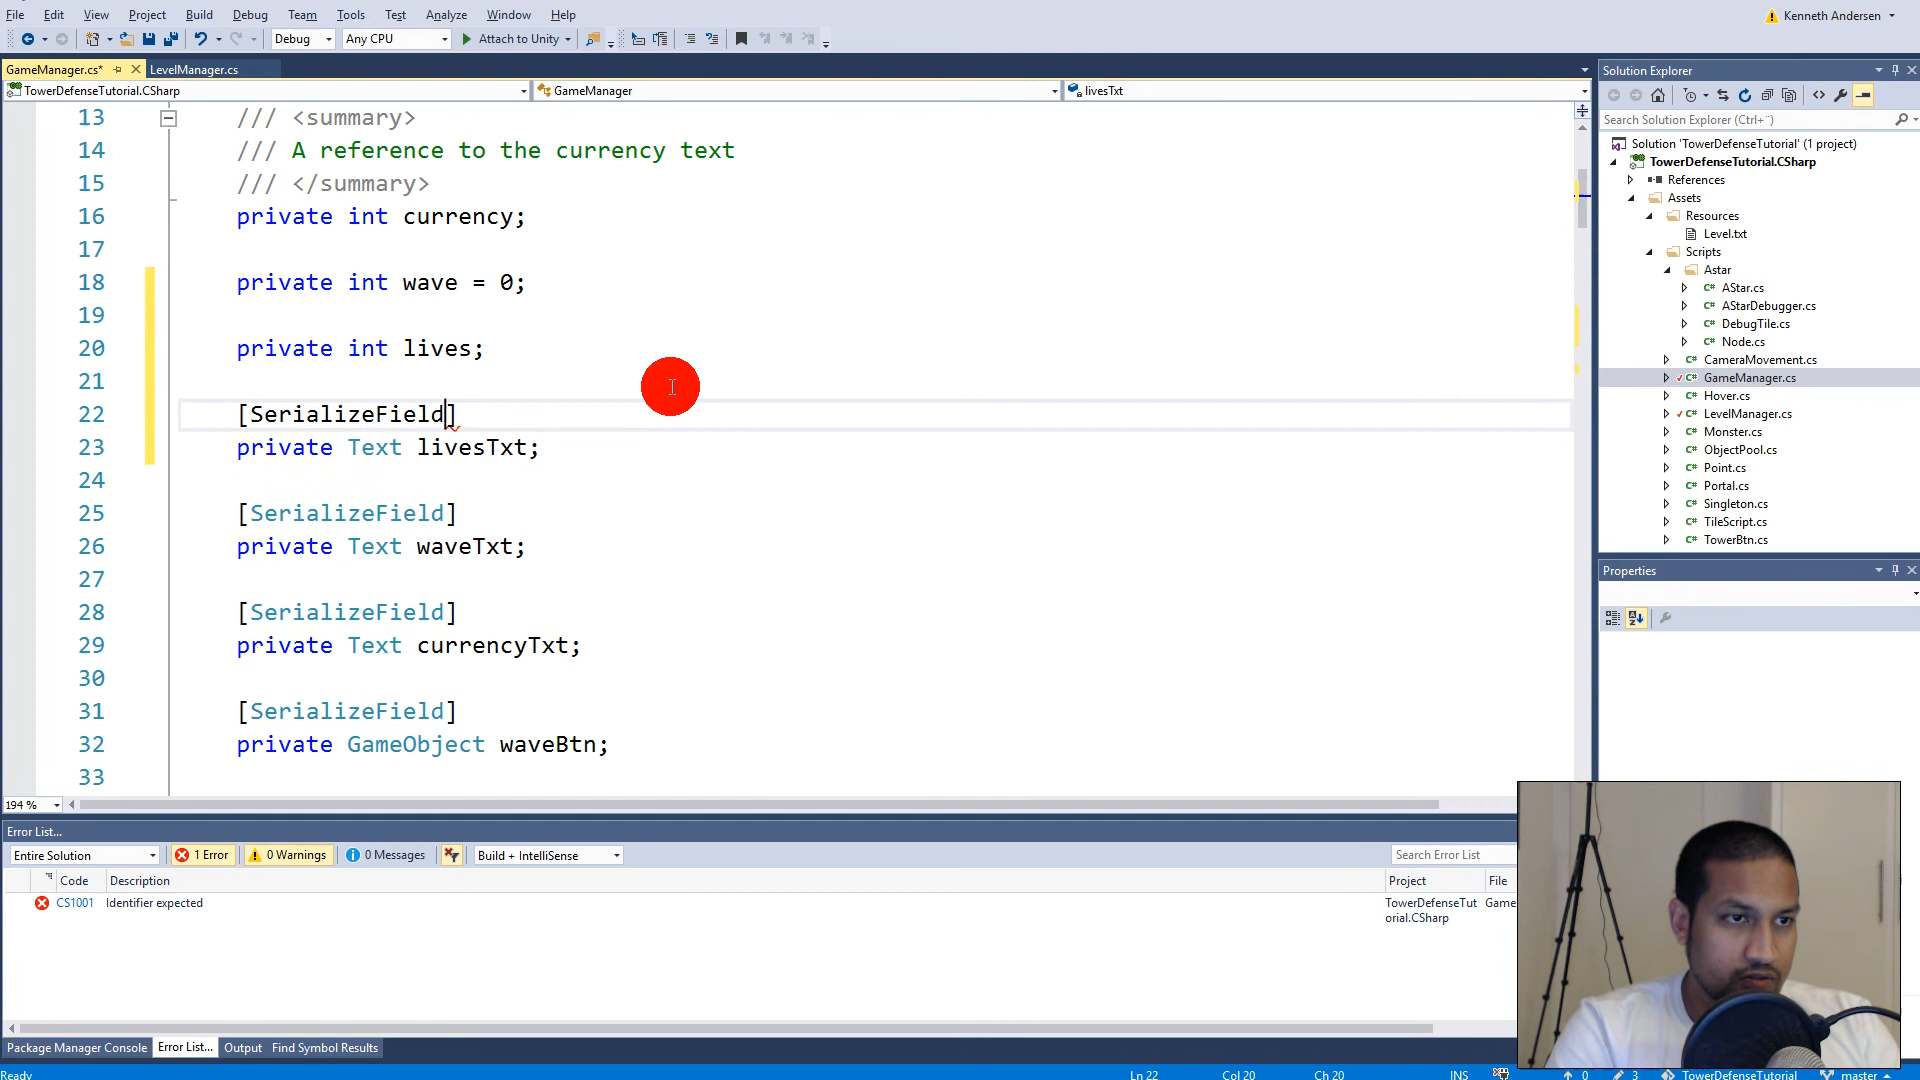 File Edit View Project Build Debug Team Tools Test Analyze Window Help
Kenneth Andersen
Debug Any CPU Attach to Unity
GameManager.cs* LevelManager.cs
TowerDefenseTutorial.CSharp GameManager livesTxt
13 /// <summary>
14 /// A reference to the currency text
15 /// </summary>
16 private int currency;
17
18 private int wave = 0;
19
20 private int lives;
21
22 [SerializeField]
23 private Text livesTxt;
24
25 [SerializeField]
26 private Text waveTxt;
27
28 [SerializeField]
29 private Text currencyTxt;
30
31 [SerializeField]
32 private GameObject waveBtn;
33
194 %
Solution Explorer
Search Solution Explorer (Ctrl+¨)
Solution 'TowerDefenseTutorial' (1 project)
TowerDefenseTutorial.CSharp
References
Assets
Resources
Level.txt
Scripts
Astar
C# AStar.cs
C# AStarDebugger.cs
C# DebugTile.cs
C# Node.cs
C# CameraMovement.cs
C# GameManager.cs
C# Hover.cs
C# LevelManager.cs
C# Monster.cs
C# ObjectPool.cs
C# Point.cs
C# Portal.cs
C# Singleton.cs
C# TileScript.cs
C# TowerBtn.cs
Properties
Error List...
Entire Solution 1 Error 0 Warnings 0 Messages Build + IntelliSense Search Error List
Code Description Project File
CS1001 Identifier expected TowerDefenseTut Game
orial.CSharp
Package Manager Console Error List... Output Find Symbol Results
Ready Ln 22 Col 20 Ch 20 INS 0 3 TowerDefenseTutorial master